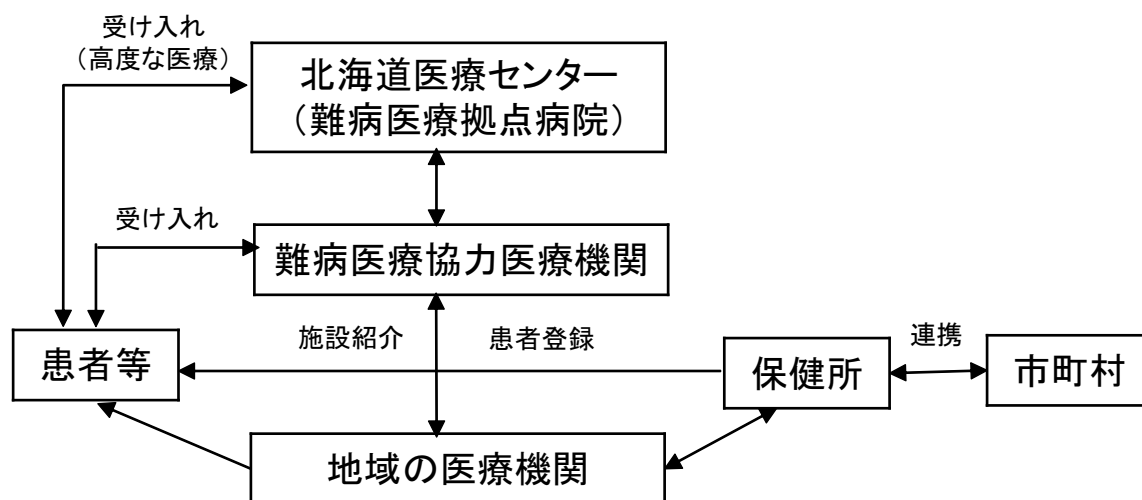 受け入れ
（高度な医療）
北海道医療センター
（難病医療拠点病院）
受け入れ
難病医療協力医療機関
施設紹介
患者登録
連携
患者等
保健所
市町村
地域の医療機関